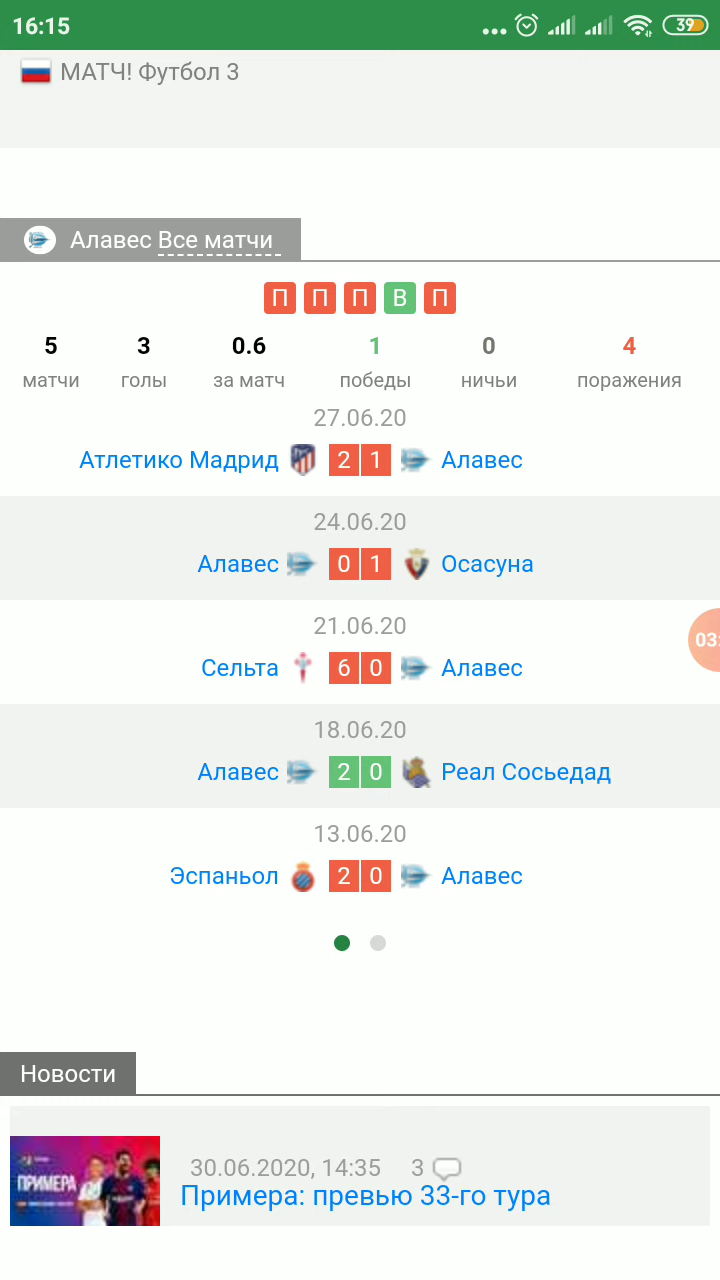 16:15 39
МАТЧ! Футбол 3
Алавес Все матчи
П П П В П
5 3 0.6 1 0 4
матчи голы за матч победы ничьи поражения
27.06.20
Атлетико Мадрид 2 1 Алавес
24.06.20
Алавес 0 1 Осасуна
21.06.20
03:
Сельта 6 0 Алавес
18.06.20
Алавес 2 0 Реал Сосьедад
13.06.20
Эспаньол 2 0 Алавес
Новости
30.06.2020, 14:35 3
ПРИМЕРА
Примера: превью 33-го тура